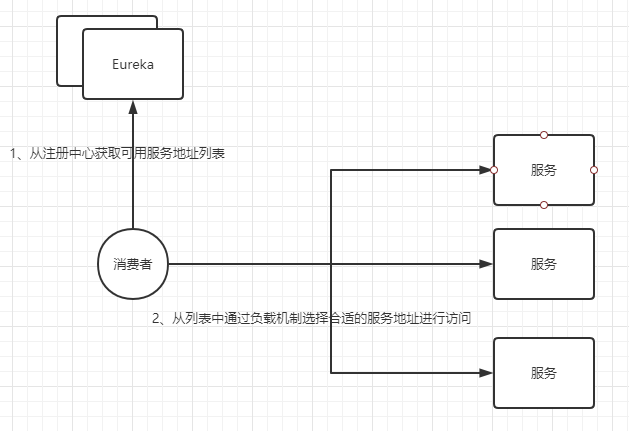 Eureka
1、从注册中心获取可用服务地址列表
服务
消费者
服务
2、从列表中通过负载机制选择合适的服务地址进行访问
服务